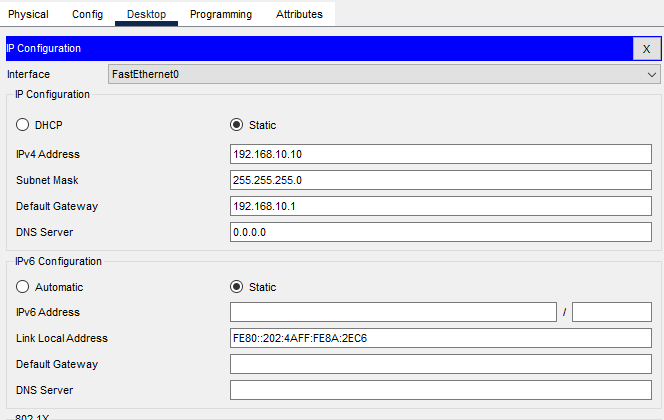 Physical Config Desktop Programming Attributes
IP Configuration X
Interface FastEthernet0
IP Configuration
DHCP Static
IPv4 Address 192.168.10.10
Subnet Mask 255.255.255.0
Default Gateway 192.168.10.1
DNS Server 0.0.0.0
IPv6 Configuration
Automatic Static
IPv6 Address /
Link Local Address FE80::202:4AFF:FE8A:2EC6
Default Gateway
DNS Server
802.1X